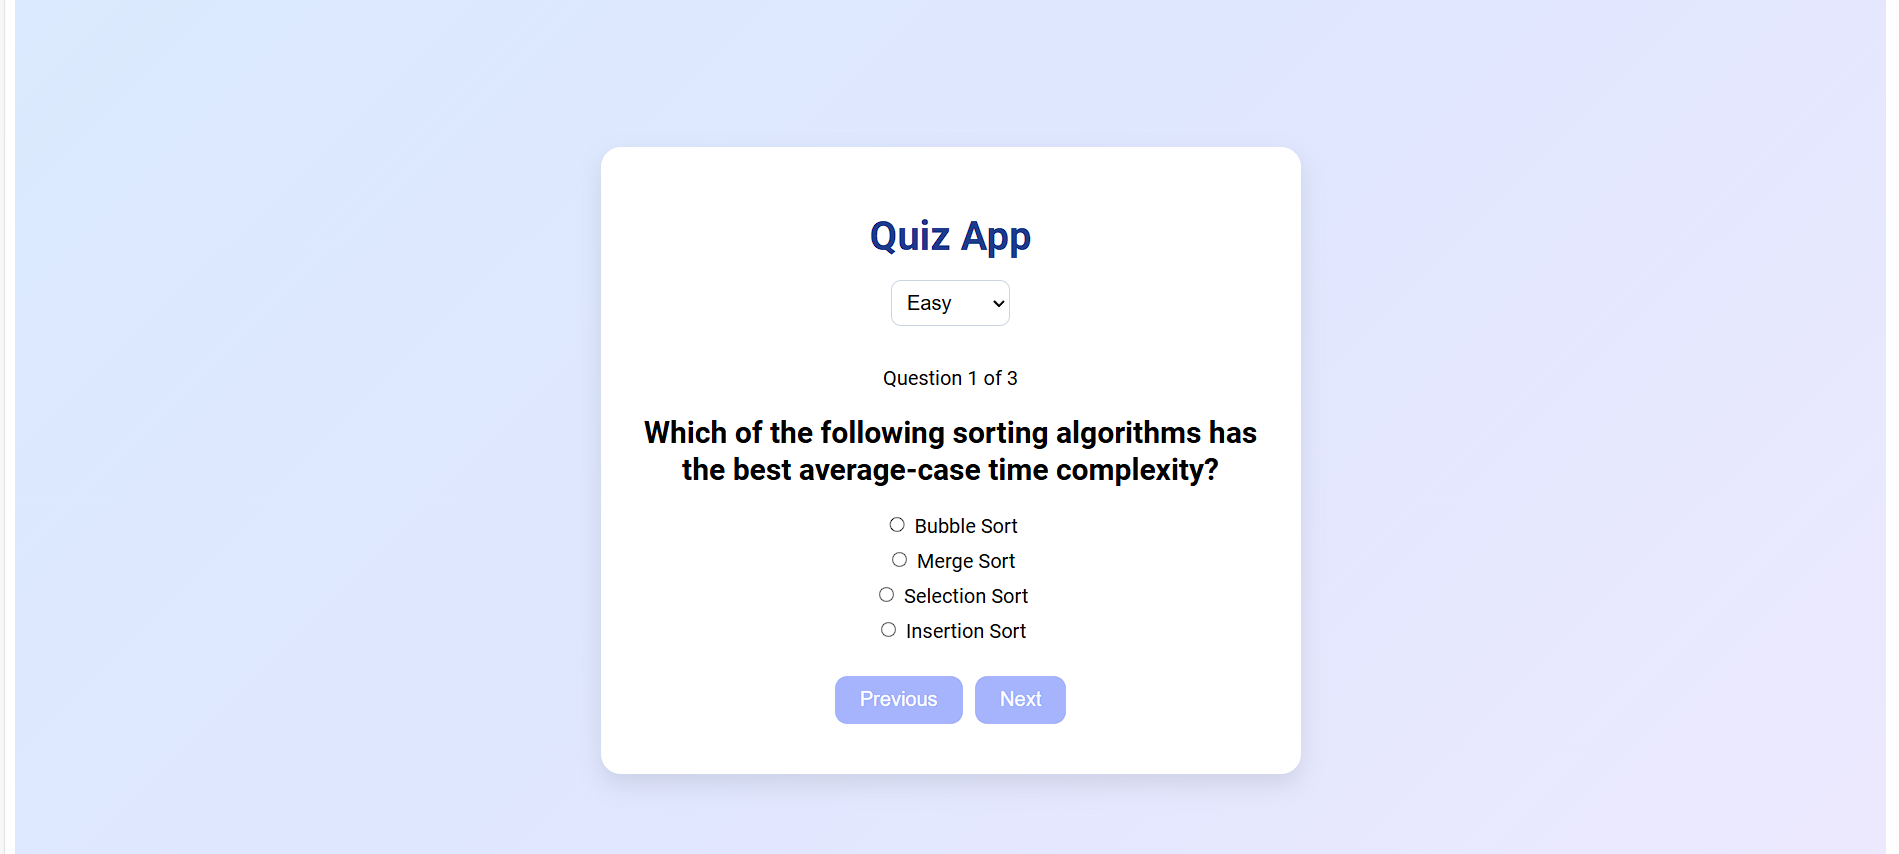 Quiz App
Easy
Question 1 of 3
Which of the following sorting algorithms has
the best average-case time complexity?
Bubble Sort
Merge Sort
Selection Sort
Insertion Sort
Previous Next